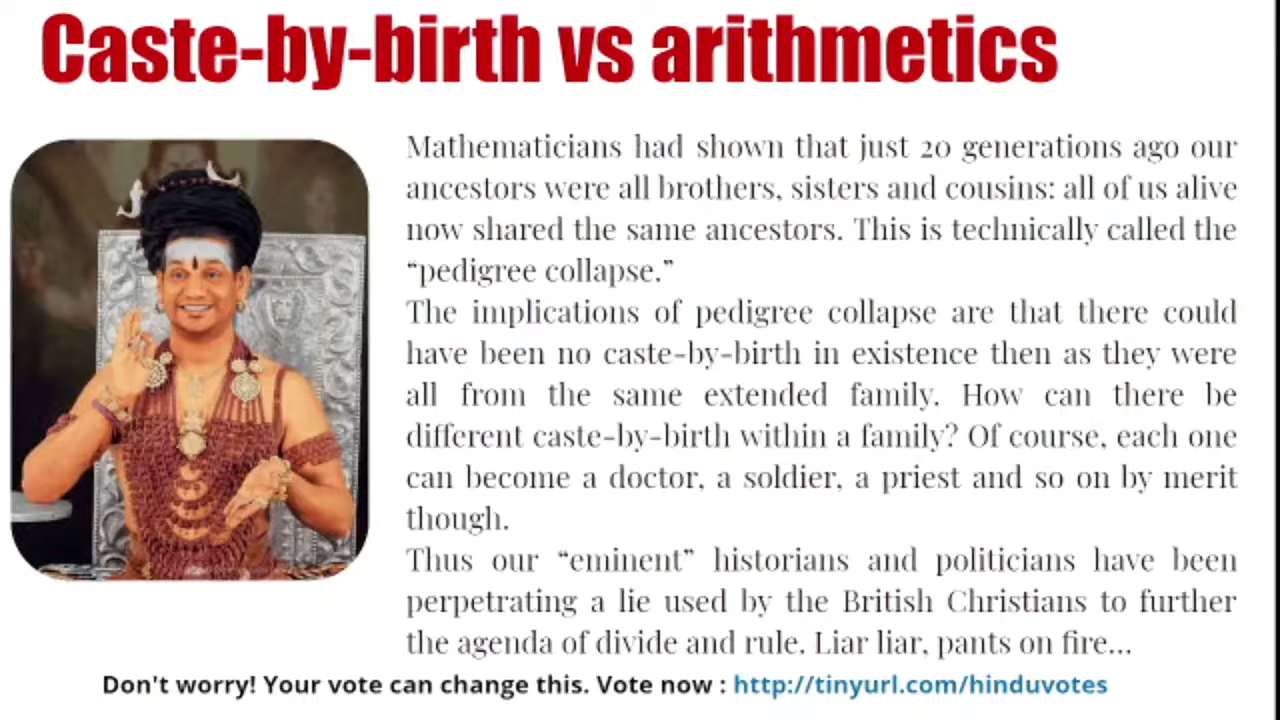 Caste-by-birth vs arithmetics
Mathematicians had shown that just 20 generations ago our
ancestors were all brothers, sisters and cousins: all of us alive
now shared the same ancestors. This is technically called the
“pedigree collapse.”
The implications of pedigree collapse are that there could
have been no caste-by-birth in existence then as they were
all from the same extended family. How can there be
different caste-by-birth within a family? Of course, each one
can become a doctor, a soldier, a priest and so on by merit
though.
Thus our “eminent” historians and politicians have been
perpetrating a lie used by the British Christians to further
the agenda of divide and rule. Liar liar, pants on fire...
Don't worry! Your vote can change this. Vote now : http://tinyurl.com/hinduvotes